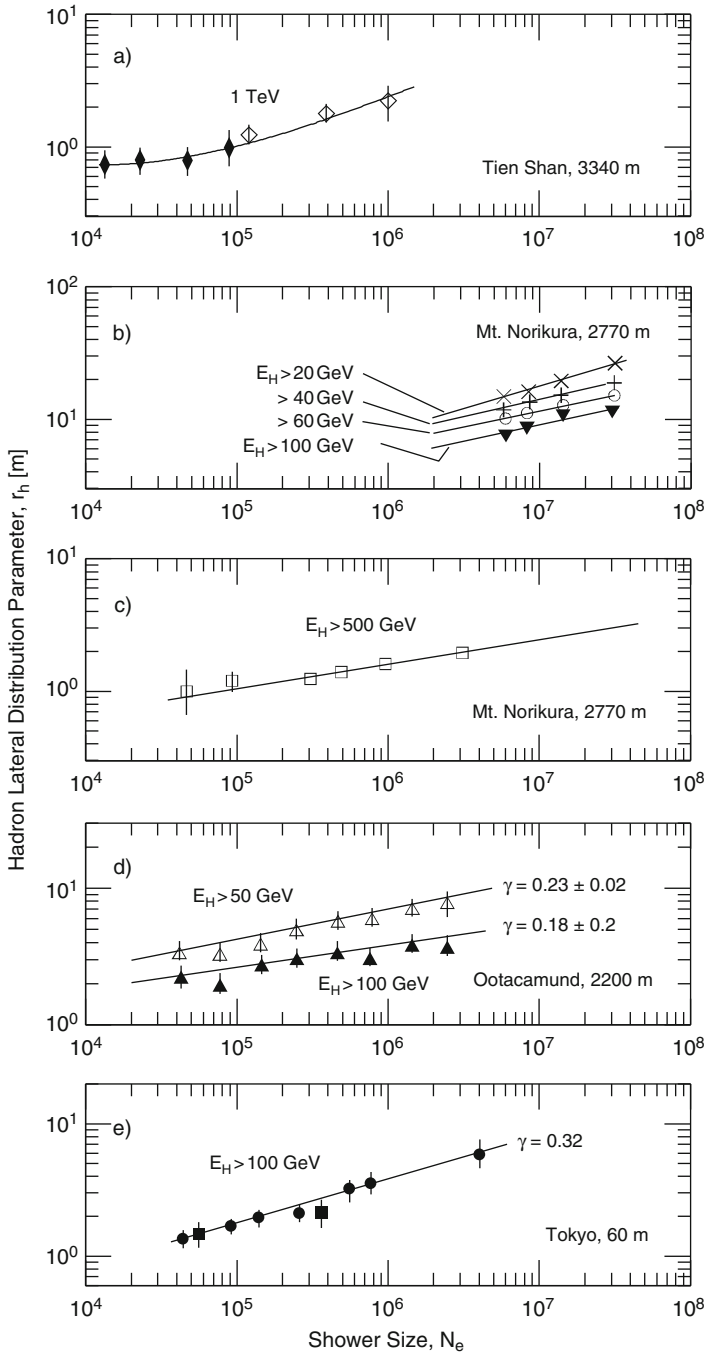 Hadron Lateral Distribution Parameter, r_h [m]
10^1
a)
1 TeV
10^0
Tien Shan, 3340 m
10^4 10^5 10^6 10^7 10^8
10^2
b)
Mt. Norikura, 2770 m
E_H > 20 GeV
> 40 GeV
> 60 GeV
10^1
E_H > 100 GeV
10^4 10^5 10^6 10^7 10^8
10^1
c)
E_H > 500 GeV
10^0
Mt. Norikura, 2770 m
10^4 10^5 10^6 10^7 10^8
d)
10^1
E_H > 50 GeV
γ = 0.23 ± 0.02
γ = 0.18 ± 0.2
E_H > 100 GeV
Ootacamund, 2200 m
10^0
10^4 10^5 10^6 10^7 10^8
10^1
e)
γ = 0.32
E_H > 100 GeV
10^0
Tokyo, 60 m
10^4 10^5 10^6 10^7 10^8
Shower Size, N_e